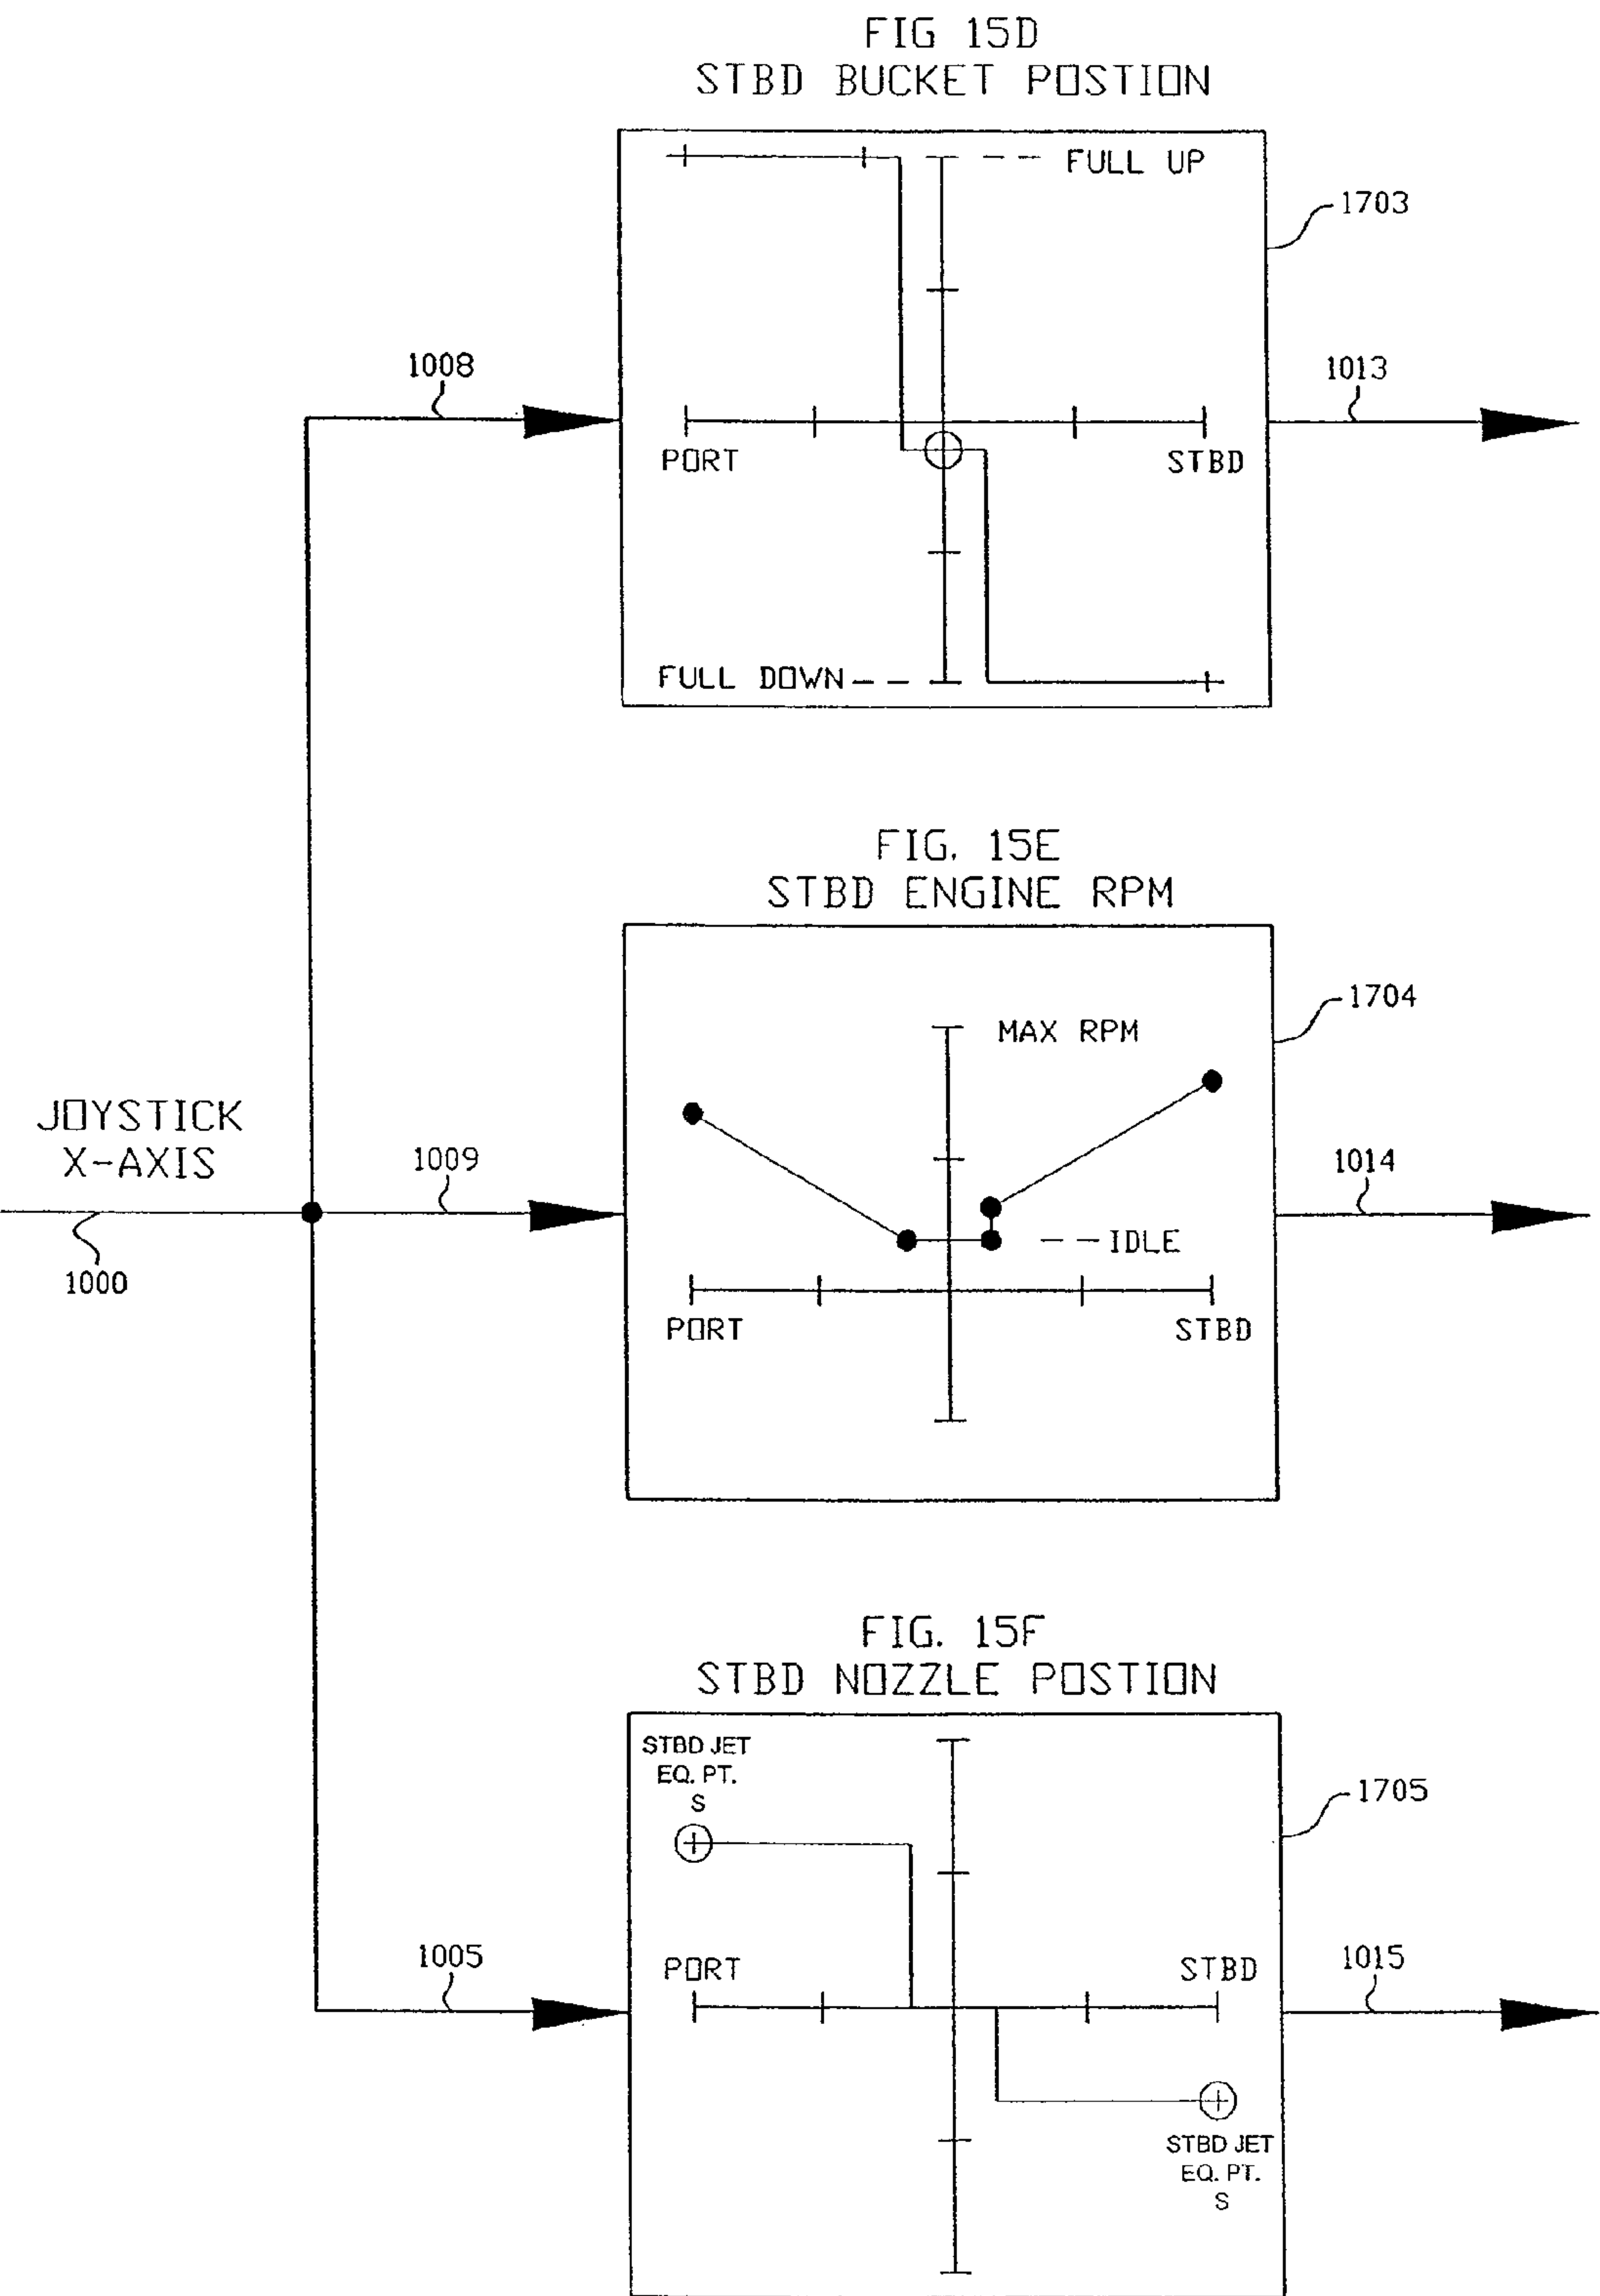 FIG 15D
STBD BUCKET POSTION
FULL UP
1703
1008
1013
PORT
STBD
FULL DOWN
FIG. 15E
STBD ENGINE RPM
1704
MAX RPM
JOYSTICK
X-AXIS
1009
1014
IDLE
1000
PORT
STBD
FIG. 15F
STBD NOZZLE POSTION
STBD JET
EQ. PT.
S
1705
1005
PORT
STBD
1015
STBD JET
EQ. PT.
S